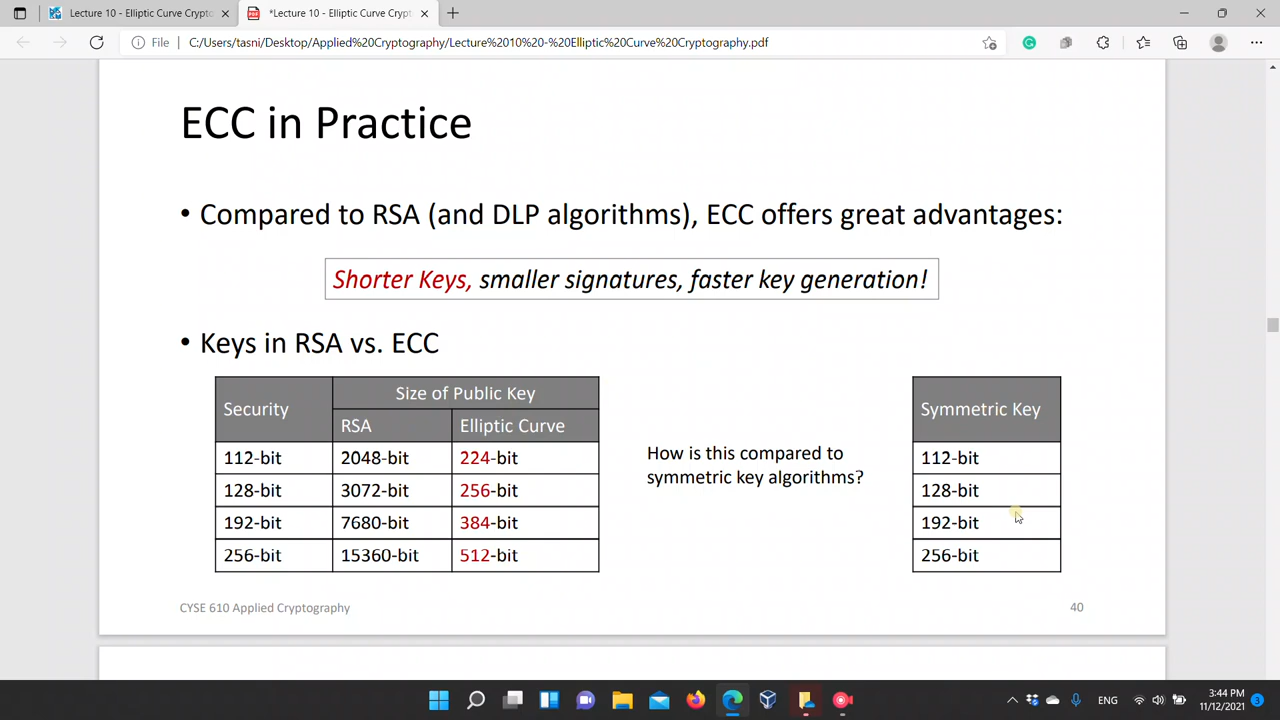 Lecture 10 - Elliptic Curve Crypto
*Lecture 10 - Elliptic Curve Crypt
File
C:/Users/tasni/Desktop/Applied%20Cryptography/Lecture%2010%20-%20Elliptic%20Curve%20Cryptography.pdf
ECC in Practice
• Compared to RSA (and DLP algorithms), ECC offers great advantages:
Shorter Keys, smaller signatures, faster key generation!
• Keys in RSA vs. ECC
Security
Size of Public Key
RSA
Elliptic Curve
112-bit
2048-bit
224-bit
128-bit
3072-bit
256-bit
192-bit
7680-bit
384-bit
256-bit
15360-bit
512-bit
How is this compared to
symmetric key algorithms?
Symmetric Key
112-bit
128-bit
192-bit
256-bit
CYSE 610 Applied Cryptography
40
ENG
3:44 PM
11/12/2021
3